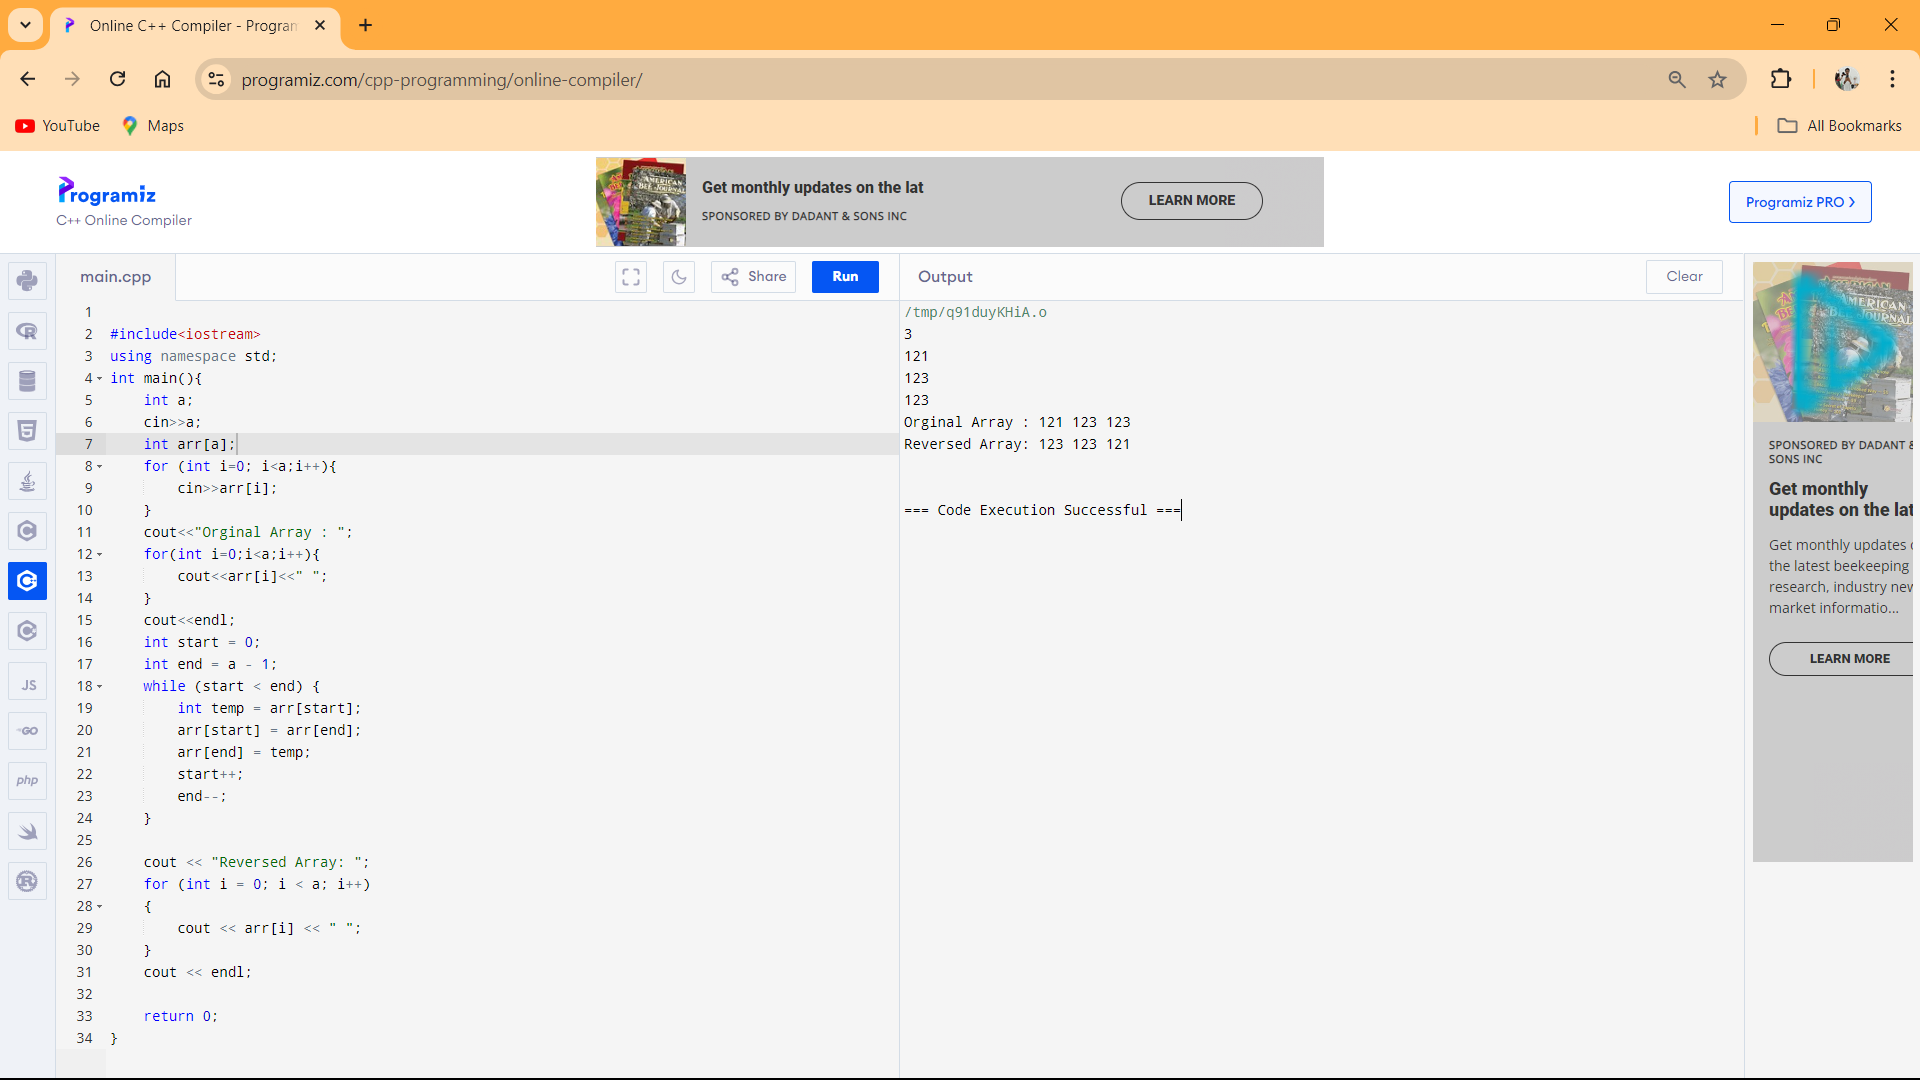 Online C++ Compiler - Program
programiz.com/cpp-programming/online-compiler/
YouTube
Maps
All Bookmarks
Programiz
C++ Online Compiler
AMERICAN
BEE JOURNAL
Get monthly updates on the lat
SPONSORED BY DADANT & SONS INC
LEARN MORE
Programiz PRO
main.cpp
Share
Run
1
2 #include<iostream>
3 using namespace std;
4 int main(){
5     int a;
6     cin>>a;
7     int arr[a];
8     for (int i=0; i<a;i++){
9         cin>>arr[i];
10     }
11     cout<<"Orginal Array : ";
12     for(int i=0;i<a;i++){
13         cout<<arr[i]<<" ";
14     }
15     cout<<endl;
16     int start = 0;
17     int end = a - 1;
18     while (start < end) {
19         int temp = arr[start];
20         arr[start] = arr[end];
21         arr[end] = temp;
22         start++;
23         end--;
24     }
25
26     cout << "Reversed Array: ";
27     for (int i = 0; i < a; i++)
28     {
29         cout << arr[i] << " ";
30     }
31     cout << endl;
32
33     return 0;
34 }
JS
GO
php
Output
Clear
/tmp/q91duyKHiA.o
3
121
123
123
Orginal Array : 121 123 123
Reversed Array: 123 123 121
=== Code Execution Successful ===
AMERICAN
SPONSORED BY DADANT &
SONS INC
Get monthly
updates on the lat
Get monthly updates o
the latest beekeeping
research, industry new
market informatio...
LEARN MORE